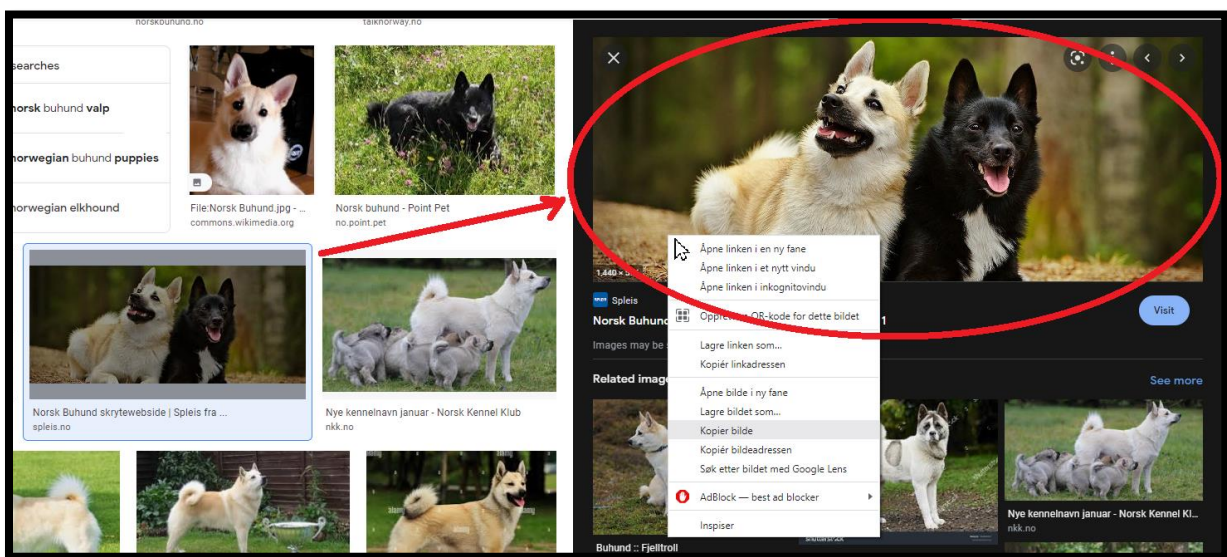 norskbuhund.no
talknorway.no
searches
norsk buhund valp
norwegian buhund puppies
norwegian elkhound
File:Norsk Buhund.jpg - ...
commons.wikimedia.org
Norsk buhund - Point Pet
no.point.pet
Norsk Buhund skrytewebside | Spleis fra ...
spleis.no
Nye kennelnavn januar - Norsk Kennel Klub
nkk.no
1,440 ×
Spleis
Norsk Buhund
1
Visit
Images may be
Related image
See more
Åpne linken i en ny fane
Åpne linken i et nytt vindu
Åpne linken i inkognitovindu
QR-kode for dette bildet
Lagre linken som...
Kopiér linkadressen
Åpne bilde i ny fane
Lagre bildet som...
Kopier bilde
Kopiér bildeadressen
Søk etter bildet med Google Lens
AdBlock — best ad blocker
Inspiser
Nye kennelnavn januar - Norsk Kennel Kl...
nkk.no
Buhund :: Fjelltroll